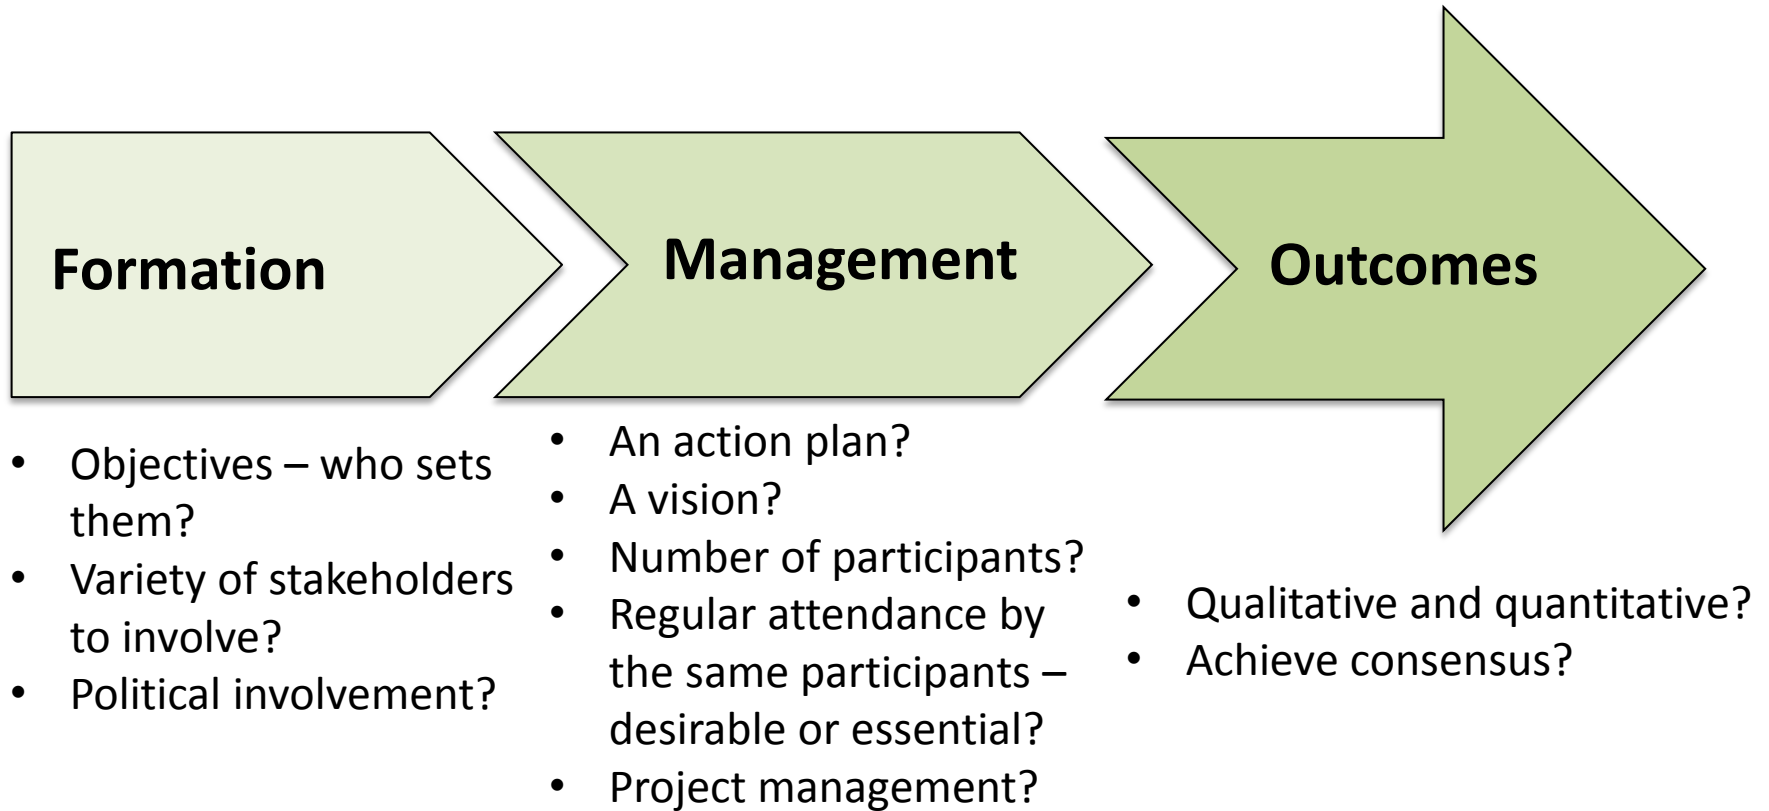 Formation
Management
Outcomes
• Objectives – who sets
them?
• Variety of stakeholders
to involve?
• Political involvement?
• An action plan?
• A vision?
• Number of participants?
• Regular attendance by
the same participants –
desirable or essential?
• Project management?
• Qualitative and quantitative?
• Achieve consensus?